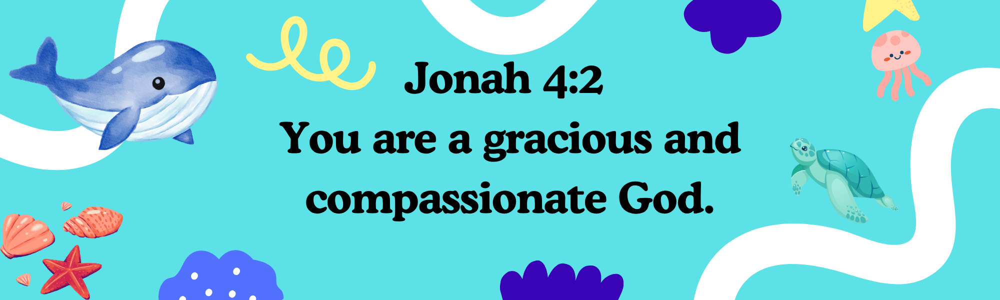 Jonah 4:2
You are a gracious and
compassionate God.